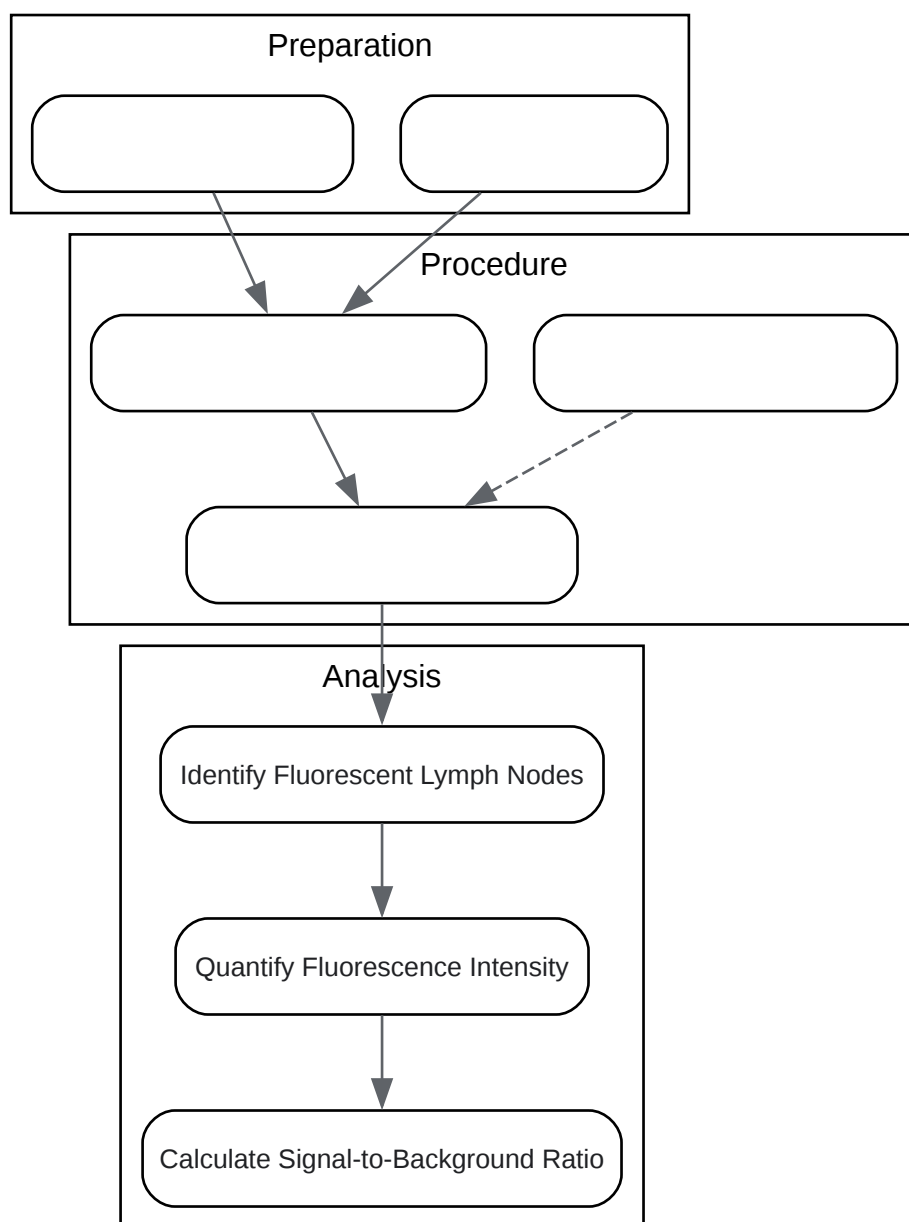 Preparation
Procedure
Analysis
Identify Fluorescent Lymph Nodes
Quantify Fluorescence Intensity
Calculate Signal-to-Background Ratio